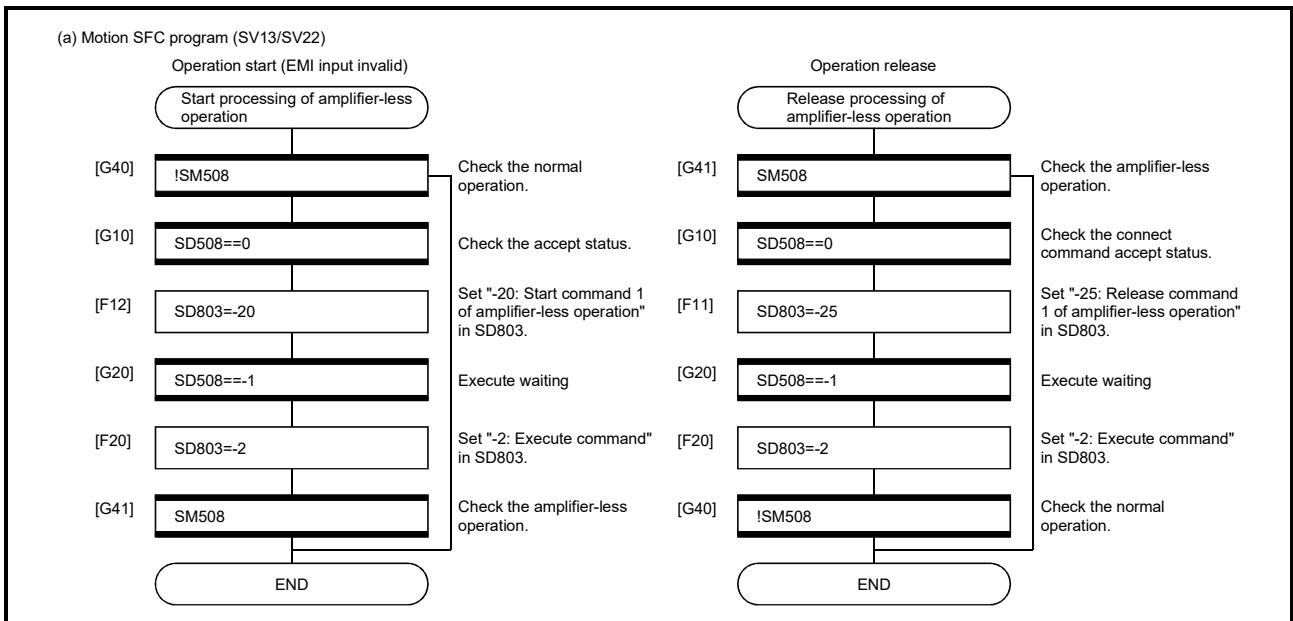 (a) Motion SFC program (SV13/SV22)
Operation start (EMI input invalid)
Start processing of amplifier-less
operation
[G40]
!SM508
Check the normal
operation.
[G10]
SD508==0
Check the accept status.
[F12]
SD803=-20
Set "-20: Start command 1
of amplifier-less operation"
in SD803.
[G20]
SD508==-1
Execute waiting
[F20]
SD803=-2
Set "-2: Execute command"
in SD803.
[G41]
SM508
Check the amplifier-less
operation.
END
Operation release
Release processing of
amplifier-less operation
[G41]
SM508
Check the amplifier-less
operation.
[G10]
SD508==0
Check the connect
command accept status.
[F11]
SD803=-25
Set "-25: Release command
1 of amplifier-less operation"
in SD803.
[G20]
SD508==-1
Execute waiting
[F20]
SD803=-2
Set "-2: Execute command"
in SD803.
[G40]
!SM508
Check the normal
operation.
END